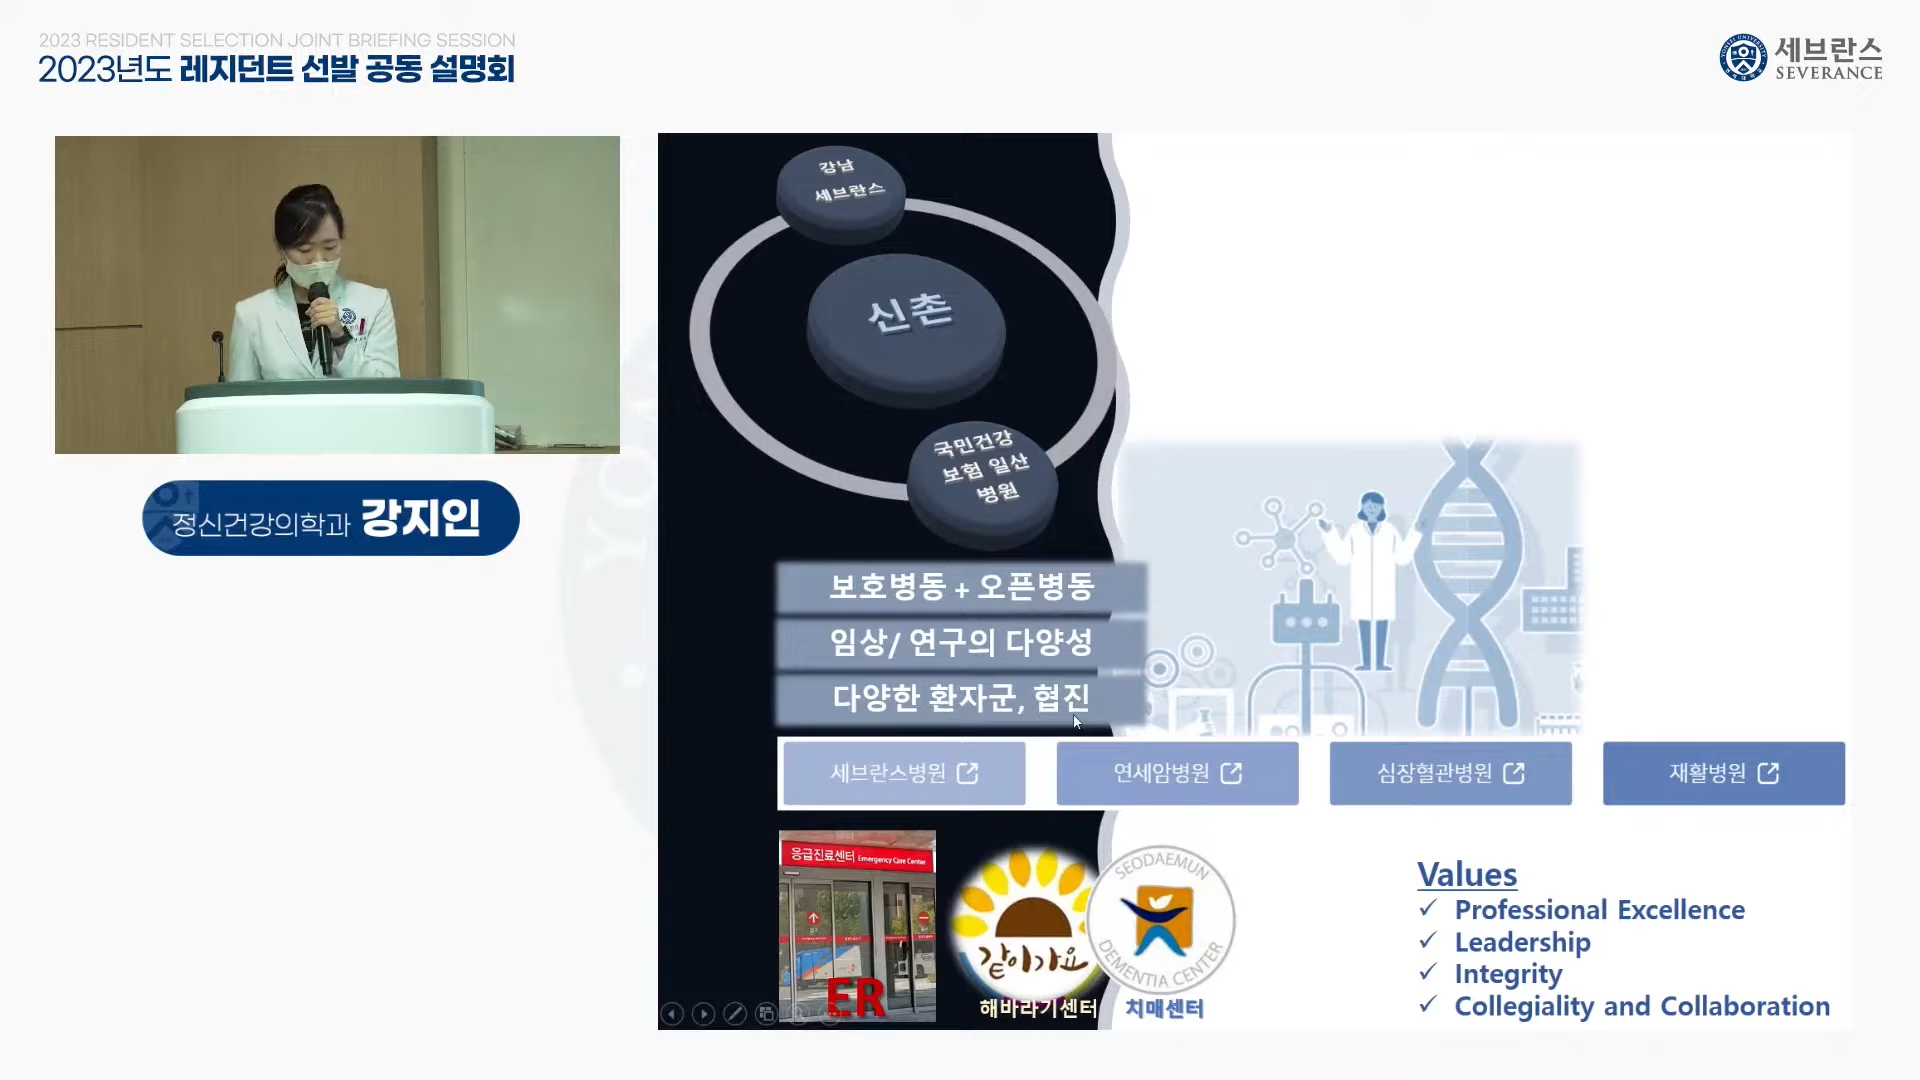 2023 RESIDENT SELECTION JOINT BRIEFING SESSION
2023년도 레지던트 선발 공동 설명회
세브란스
SEVERANCE
정신건강의학과 강지인
강남
세브란스
신촌
국민건강
보험 일산
병원
보호병동 + 오픈병동
임상/ 연구의 다양성
다양한 환자군, 협진
세브란스병원
연세암병원
심장혈관병원
재활병원
응급진료센터 Emergency Care Center
ER
같이가요
해바라기센터
SEODAEMUN
DEMENTIA CENTER
치매센터
Values
✓ Professional Excellence
✓ Leadership
✓ Integrity
✓ Collegiality and Collaboration